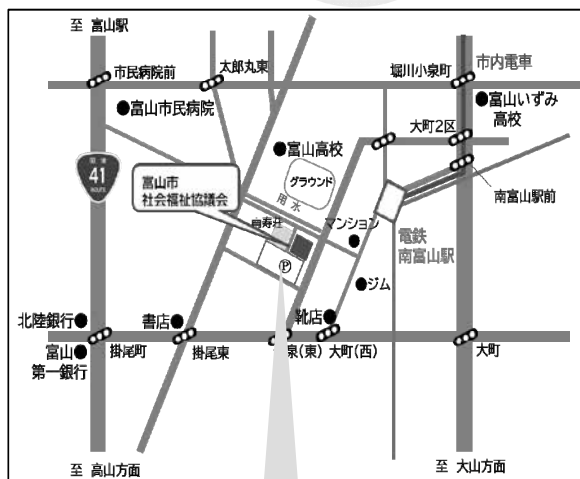 至 富山駅
市民病院前
太郎丸東
堀川小泉町
市内電車
富山市民病院
富山いずみ
高校
大町2区
富山高校
国道
41
ROUTE
グラウンド
富山市
社会福祉協議会
用水
南富山駅前
寿荘
マンション
電鉄
南富山駅
P
ジム
北陸銀行
書店
靴店
富山
第一銀行
掛尾町
掛尾東
泉(東)
大町(西)
大町
至 高山方面
至 大山方面